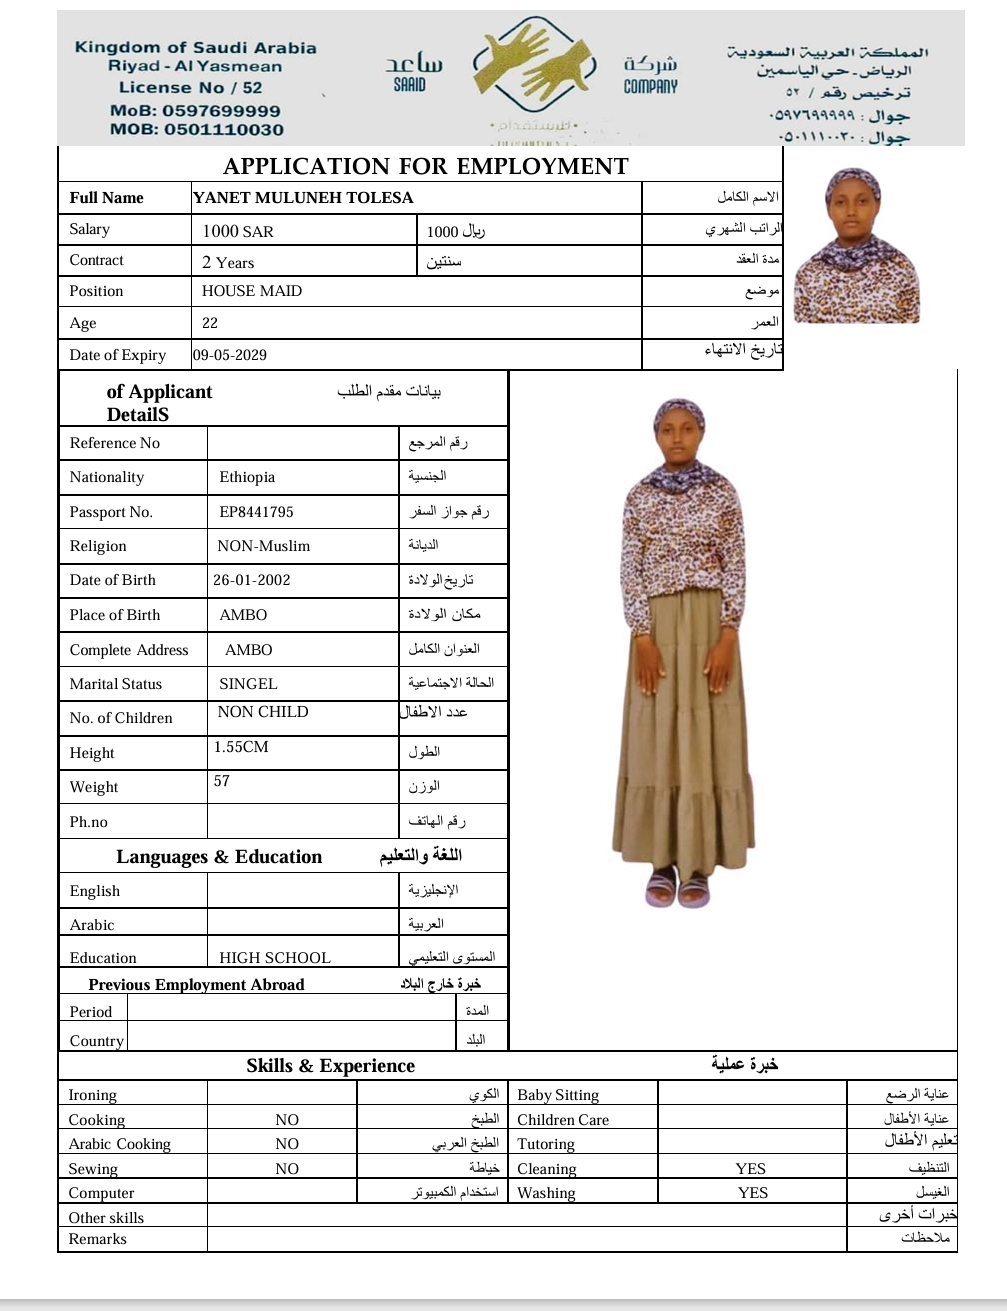 Kingdom of Saudi Arabia
Riyad - Al Yasmean
License No / 52
MoB: 0597699999
MOB: 0501110030
ساعد
SAAID
شركة
COMPANY
للاستقدام
المملكة العربية السعودية
الرياض - حي الياسمين
ترخيص رقم / ٥٢
جوال : ٠٥٩٧٦٩٩٩٩٩
جوال : ٠٥٠١١١٠٠٣٠
APPLICATION FOR EMPLOYMENT
Full Name YANET MULUNEH TOLESA الاسم الكامل
Salary 1000 SAR 1000 ريال الراتب الشهري
Contract 2 Years سنتين مدة العقد
Position HOUSE MAID موضع
Age 22 العمر
Date of Expiry 09-05-2029 تاريخ الانتهاء
of Applicant بيانات مقدم الطلب
DetailS
Reference No رقم المرجع
Nationality Ethiopia الجنسية
Passport No. EP8441795 رقم جواز السفر
Religion NON-Muslim الديانة
Date of Birth 26-01-2002 تاريخ الولادة
Place of Birth AMBO مكان الولادة
Complete Address AMBO العنوان الكامل
Marital Status SINGEL الحالة الاجتماعية
No. of Children NON CHILD عدد الاطفال
Height 1.55CM الطول
Weight 57 الوزن
Ph.no رقم الهاتف
Languages & Education اللغة والتعليم
English الإنجليزية
Arabic العربية
Education HIGH SCHOOL المستوى التعليمي
Previous Employment Abroad خبرة خارج البلاد
Period المدة
Country البلد
Skills & Experience خبرة عملية
Ironing الكوي Baby Sitting عناية الرضع
Cooking NO الطبخ Children Care عناية الأطفال
Arabic Cooking NO الطبخ العربي Tutoring تعليم الأطفال
Sewing NO خياطة Cleaning YES التنظيف
Computer استخدام الكمبيوتر Washing YES الغيسل
Other skills خبرات أخرى
Remarks ملاحظات